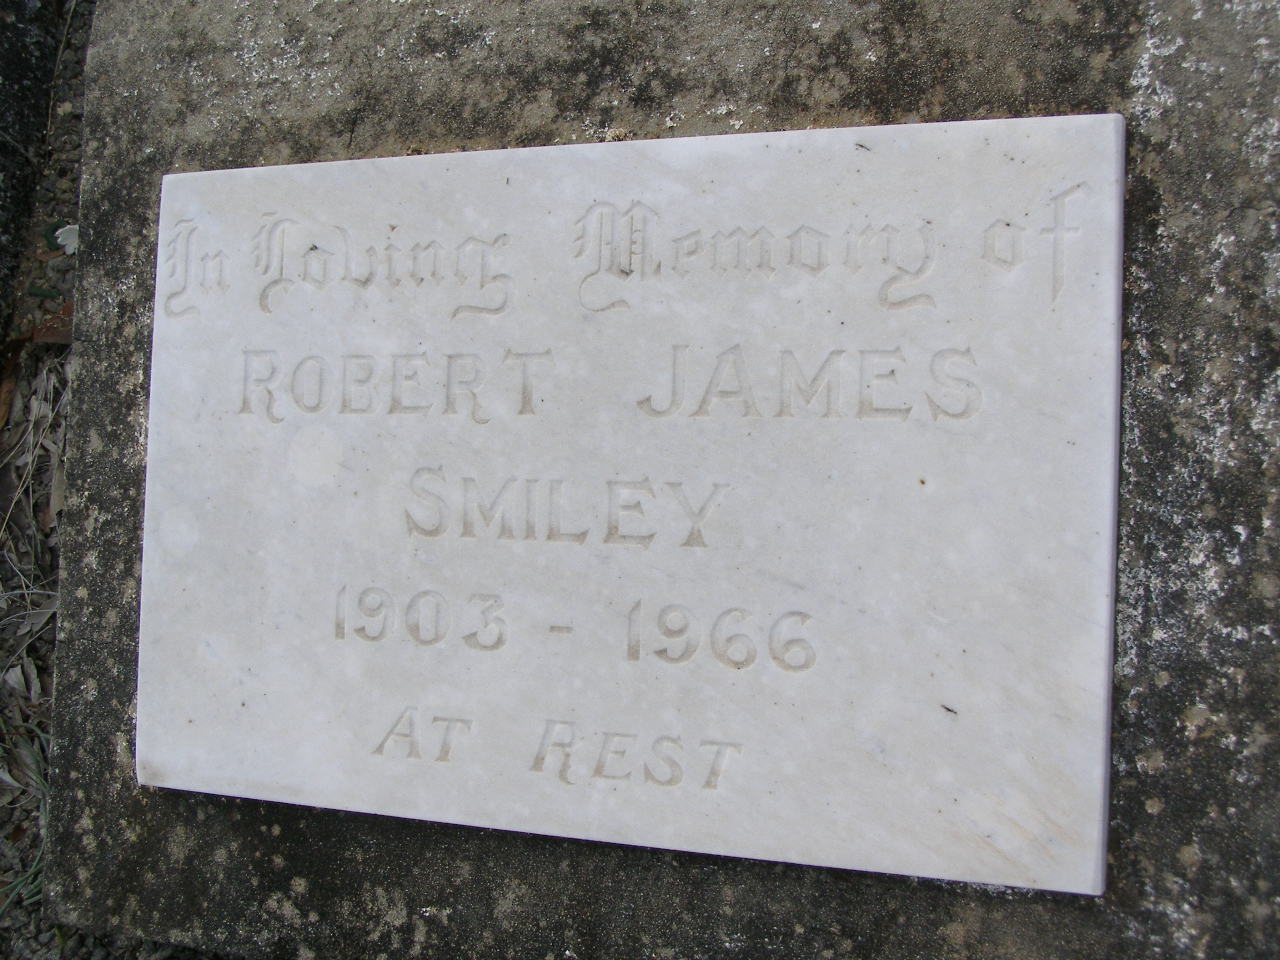 In Loving Memory of
ROBERT JAMES
SMILEY
1903 - 1966
AT REST